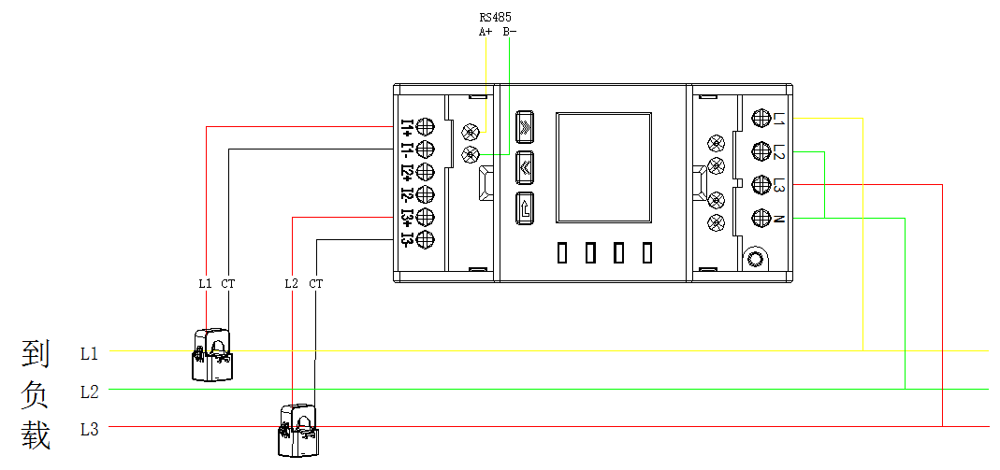 RS485
A+ B-
I1+
I1-
I2+
I2-
I3+
I3-
L1
L2
L3
N
L1 CT
L2 CT
到负载
L1
L2
L3